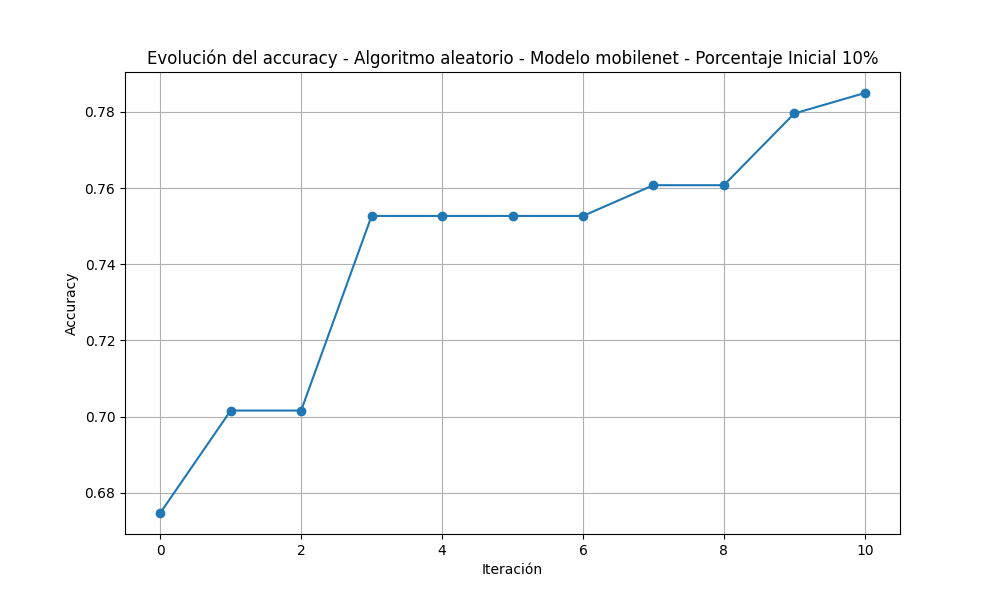 Evolución del accuracy - Algoritmo aleatorio - Modelo mobilenet - Porcentaje Inicial 10%
0.78
0.76
0.74
0.72
0.70
0.68
Accuracy
0 2 4 6 8 10
Iteración